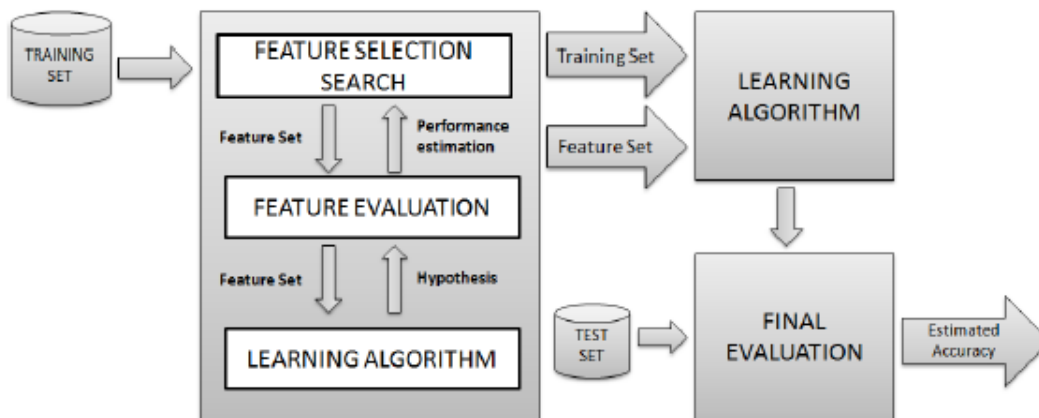 TRAINING
SET
FEATURE SELECTION
SEARCH
Feature Set
Performance
estimation
FEATURE EVALUATION
Feature Set
Hypothesis
LEARNING ALGORITHM
Training Set
Feature Set
LEARNING
ALGORITHM
TEST
SET
FINAL
EVALUATION
Estimated
Accuracy